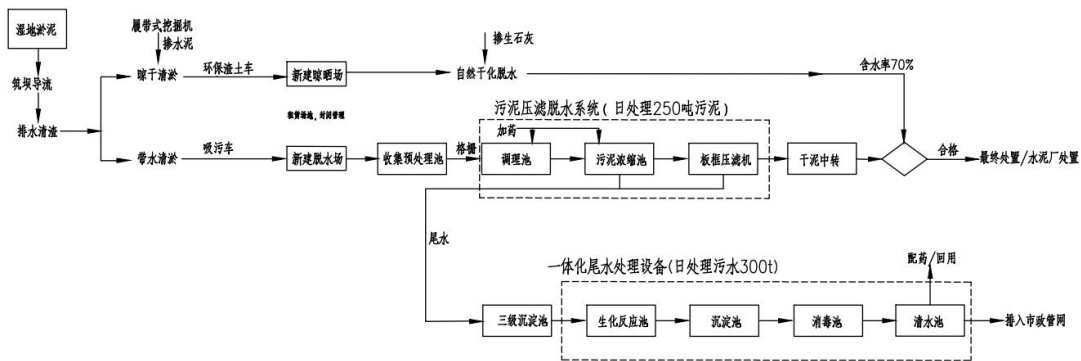 湿地淤泥
筑坝导流
排水清渣
履带式挖掘机
掺水泥
晾干清淤
环保渣土车
新建晾晒场
掺生石灰
自然干化脱水
含水率70%
租赁场地，封闭管理
带水清淤
吸污车
新建脱水场
收集预处理池
格栅
污泥压滤脱水系统(日处理250吨污泥)
加药
调理池
污泥浓缩池
板框压滤机
干泥中转
合格
最终处置/水泥厂处置
尾水
一体化尾水处理设备(日处理污水300t)
配药/回用
三级沉淀池
生化反应池
沉淀池
消毒池
清水池
排入市政管网